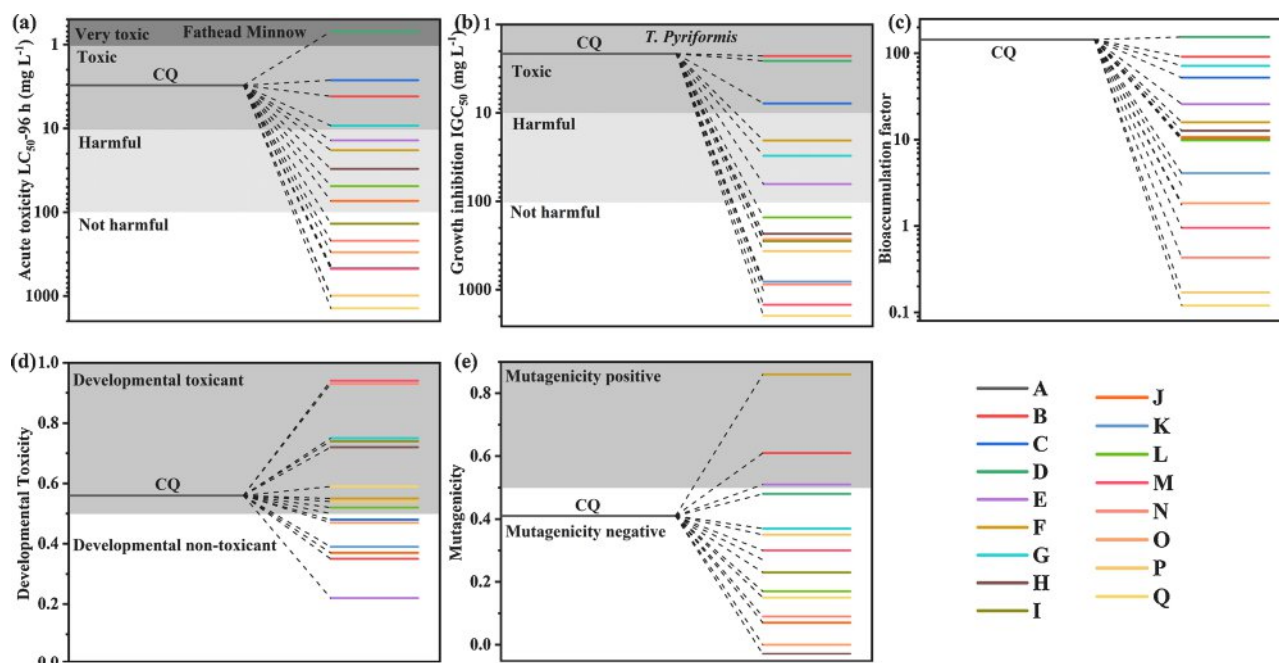 (a)
Very toxic
Fathead Minnow
Toxic
CQ
Harmful
Not harmful
1
10
100
1000
Acute toxicity LC50-96 h (mg L-1)
(b)
T. Pyriformis
CQ
Toxic
Harmful
Not harmful
1
10
100
1000
Growth inhibition IGC50 (mg L-1)
(c)
CQ
100
10
1
0.1
Bioaccumulation factor
(d)
Developmental toxicant
CQ
Developmental non-toxicant
1.0
0.8
0.6
0.4
0.2
0.0
Developmental Toxicity
(e)
Mutagenicity positive
CQ
Mutagenicity negative
0.8
0.6
0.4
0.2
0.0
Mutagenicity
A
B
C
D
E
F
G
H
I
J
K
L
M
N
O
P
Q